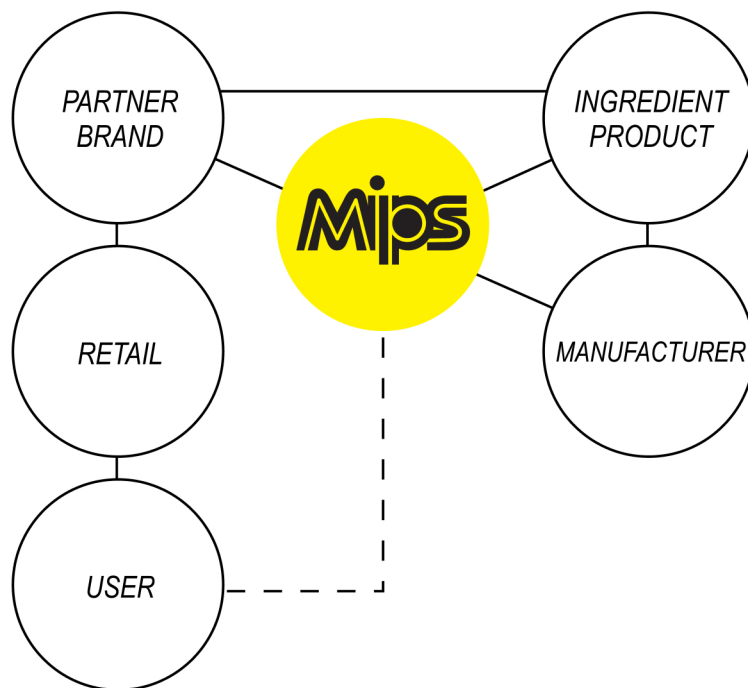 PARTNER
BRAND
INGREDIENT
PRODUCT
Mips
RETAIL
MANUFACTURER
USER